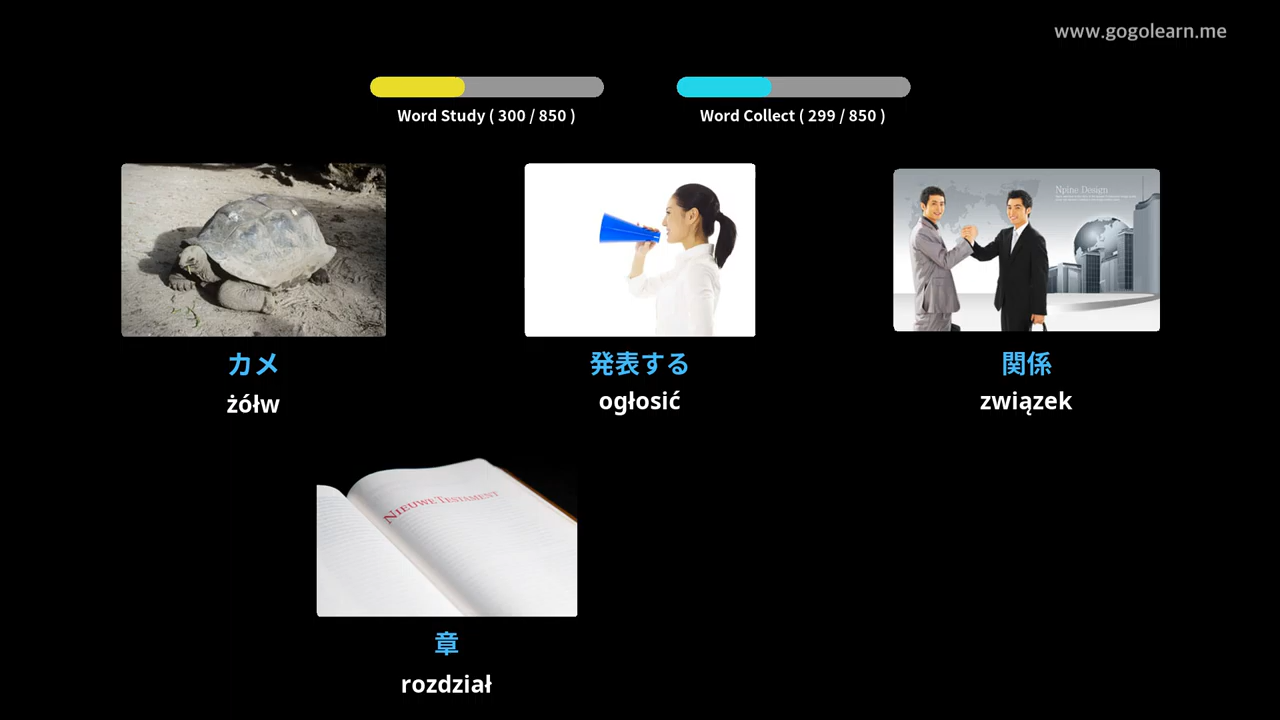 www.gogolearn.me
Word Study ( 300 / 850 )
Word Collect ( 299 / 850 )
Npine Design
カメ
żółw
発表する
ogłosić
関係
związek
NIEUWE TESTAMENT
章
rozdział